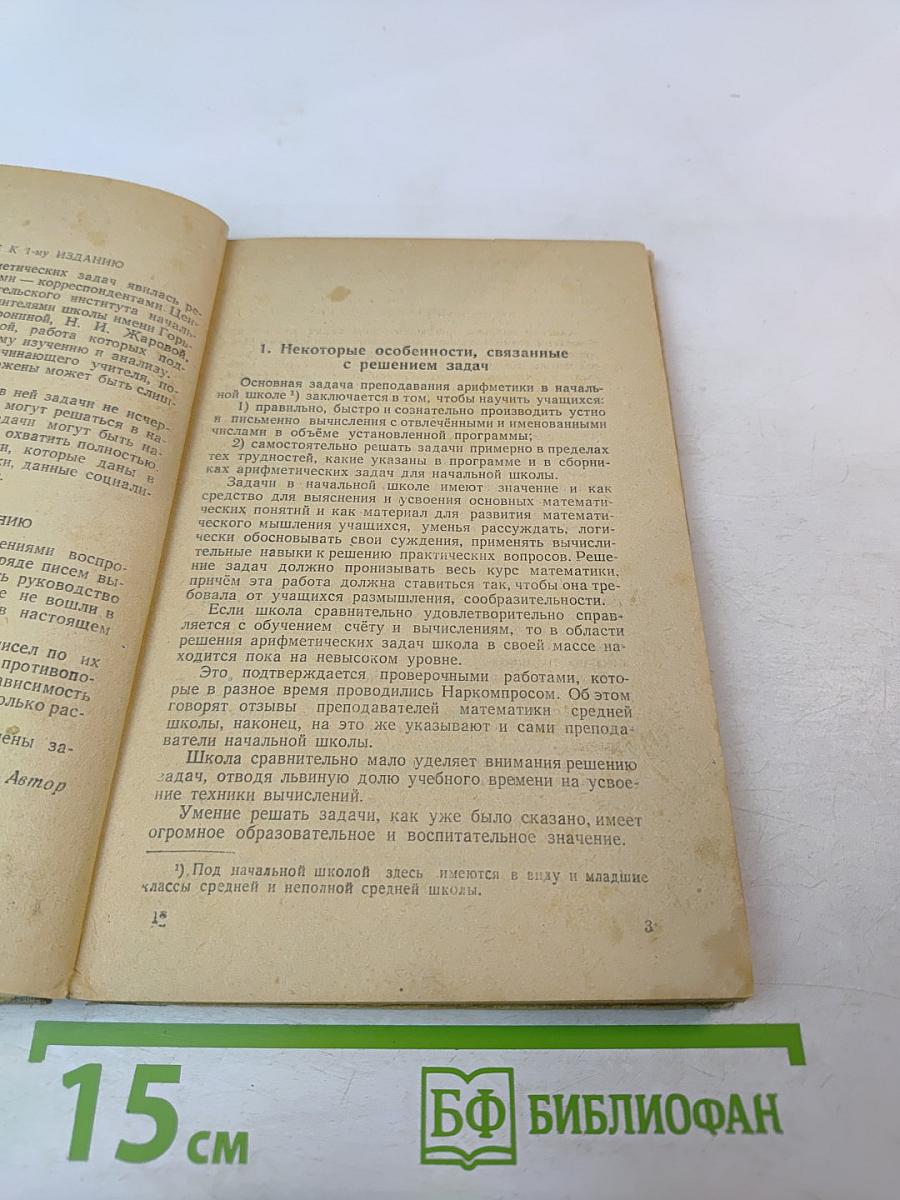 К 1-му ИЗДАНИЮ
метических задач явилась ре-
ми — корреспондентами Цен-
тельского института началь-
ителями школы имени Горь-
рониной, Н. И. Жаровой,
ой, работа которых под-
му изучению и анализу.
чинающего учителя, по-
ожены может быть слиш-
в ней задачи не исчер-
могут решаться в на-
дачи могут быть на-
охватить полностью.
и, которые даны в
ки, данные социали-
НИЮ
ениями воспро-
ряде писем вы-
ь руководство
е не вошли в
в настоящем
исел по их
противопо-
ависимость
олько рас-
ены за-
Автор
1. Некоторые особенности, связанные
с решением задач
Основная задача преподавания арифметики в началь-
ной школе ¹) заключается в том, чтобы научить учащихся:
1) правильно, быстро и сознательно производить устно
и письменно вычисления с отвлечёнными и именованными
числами в объёме установленной программы;
2) самостоятельно решать задачи примерно в пределах
тех трудностей, какие указаны в программе и в сборни-
ках арифметических задач для начальной школы.
Задачи в начальной школе имеют значение и как
средство для выяснения и усвоения основных математи-
ческих понятий и как материал для развития математи-
ческого мышления учащихся, уменья рассуждать, логи-
чески обосновывать свои суждения, применять вычисли-
тельные навыки к решению практических вопросов. Реше-
ние задач должно пронизывать весь курс математики,
причём эта работа должна ставиться так, чтобы она тре-
бовала от учащихся размышления, сообразительности.
Если школа сравнительно удовлетворительно справ-
ляется с обучением счёту и вычислениям, то в области
решения арифметических задач школа в своей массе на-
ходится пока на невысоком уровне.
Это подтверждается проверочными работами, кото-
рые в разное время проводились Наркомпросом. Об этом
говорят отзывы преподавателей математики средней
школы, наконец, на это же указывают и сами препода-
ватели начальной школы.
Школа сравнительно мало уделяет внимания решению
задач, отводя львиную долю учебного времени на усвое-
ние техники вычислений.
Умение решать задачи, как уже было сказано, имеет
огромное образовательное и воспитательное значение.
¹) Под начальной школой здесь имеются в виду и младшие
классы средней и неполной средней школы.
1*
3
15 см
БФ БИБЛИОФАН